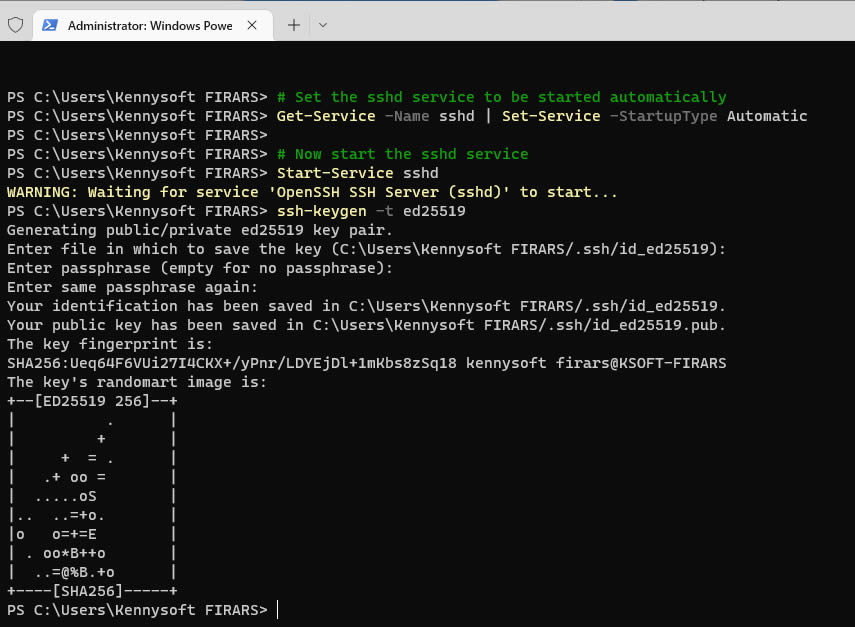 Administrator: Windows Powe
PS C:\Users\Kennysoft FIRARS> # Set the sshd service to be started automatically
PS C:\Users\Kennysoft FIRARS> Get-Service -Name sshd | Set-Service -StartupType Automatic
PS C:\Users\Kennysoft FIRARS>
PS C:\Users\Kennysoft FIRARS> # Now start the sshd service
PS C:\Users\Kennysoft FIRARS> Start-Service sshd
WARNING: Waiting for service 'OpenSSH SSH Server (sshd)' to start...
PS C:\Users\Kennysoft FIRARS> ssh-keygen -t ed25519
Generating public/private ed25519 key pair.
Enter file in which to save the key (C:\Users\Kennysoft FIRARS/.ssh/id_ed25519):
Enter passphrase (empty for no passphrase):
Enter same passphrase again:
Your identification has been saved in C:\Users\Kennysoft FIRARS/.ssh/id_ed25519.
Your public key has been saved in C:\Users\Kennysoft FIRARS/.ssh/id_ed25519.pub.
The key fingerprint is:
SHA256:Ueq64F6VUi27I4CKX+/yPnr/LDYEjDl+1mKbs8zSq18 kennysoft firars@KSOFT-FIRARS
The key's randomart image is:
+--[ED25519 256]--+
|          .      |
|         +       |
|     +  = .      |
|   .+ oo =       |
|  .....oS        |
|..  ..=+o.       |
|o   o=+=E        |
| . oo*B++o       |
|  ..=@%B.+o      |
+----[SHA256]-----+
PS C:\Users\Kennysoft FIRARS>